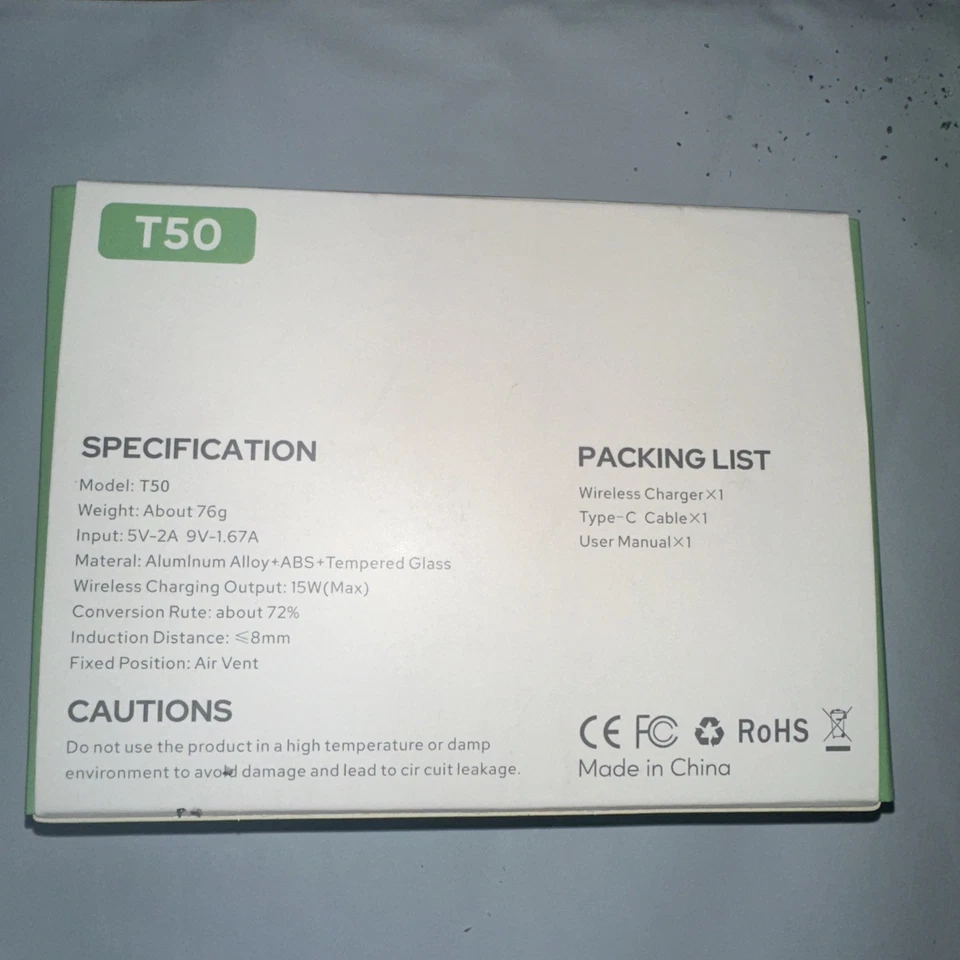 T50
SPECIFICATION
Model: T50
Weight: About 76g
Input: 5V-2A 9V-1.67A
Materal: Alumlnum Alloy+ABS+Tempered Glass
Wireless Charging Output: 15W(Max)
Conversion Rute: about 72%
Induction Distance: ⩽8mm
Fixed Position: Air Vent
CAUTIONS
Do not use the product in a high temperature or damp
environment to avoid damage and lead to cir cuit leakage.
PACKING LIST
Wireless Charger×1
Type-C Cable×1
User Manual×1
CE FC RoHS
Made in China